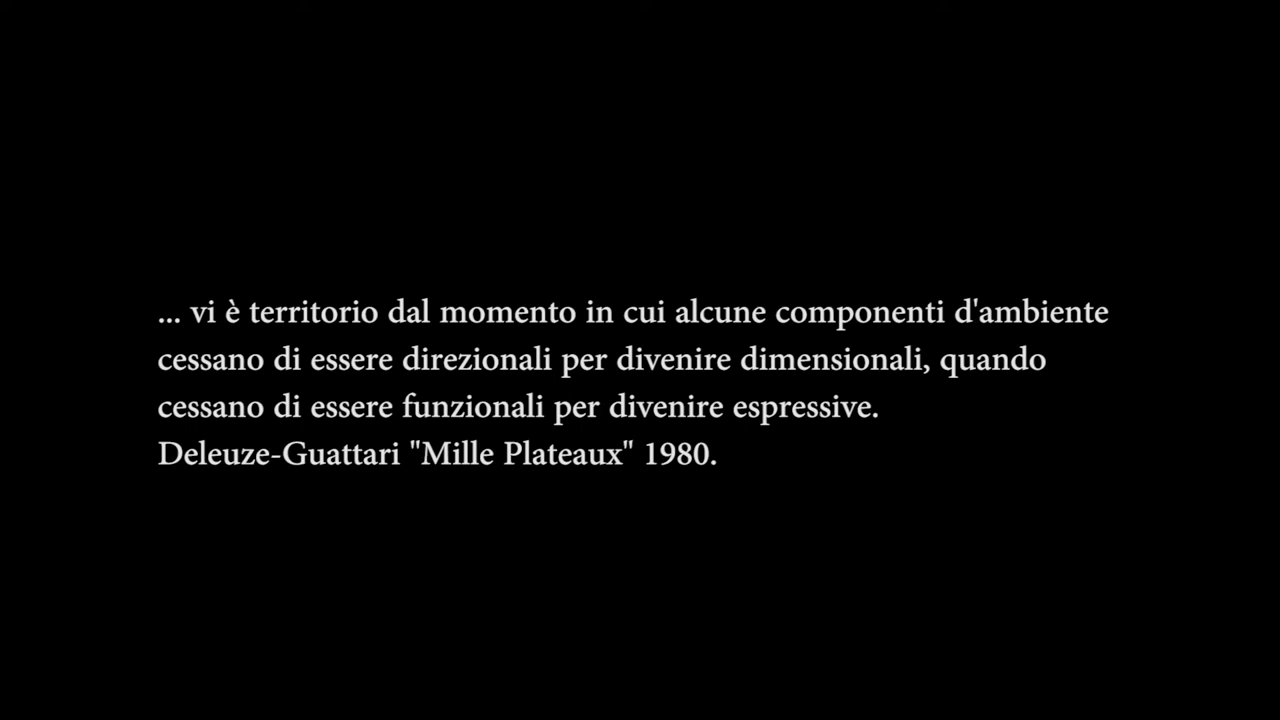 ... vi è territorio dal momento in cui alcune componenti d'ambiente
cessano di essere direzionali per divenire dimensionali, quando
cessano di essere funzionali per divenire espressive.
Deleuze-Guattari "Mille Plateaux" 1980.